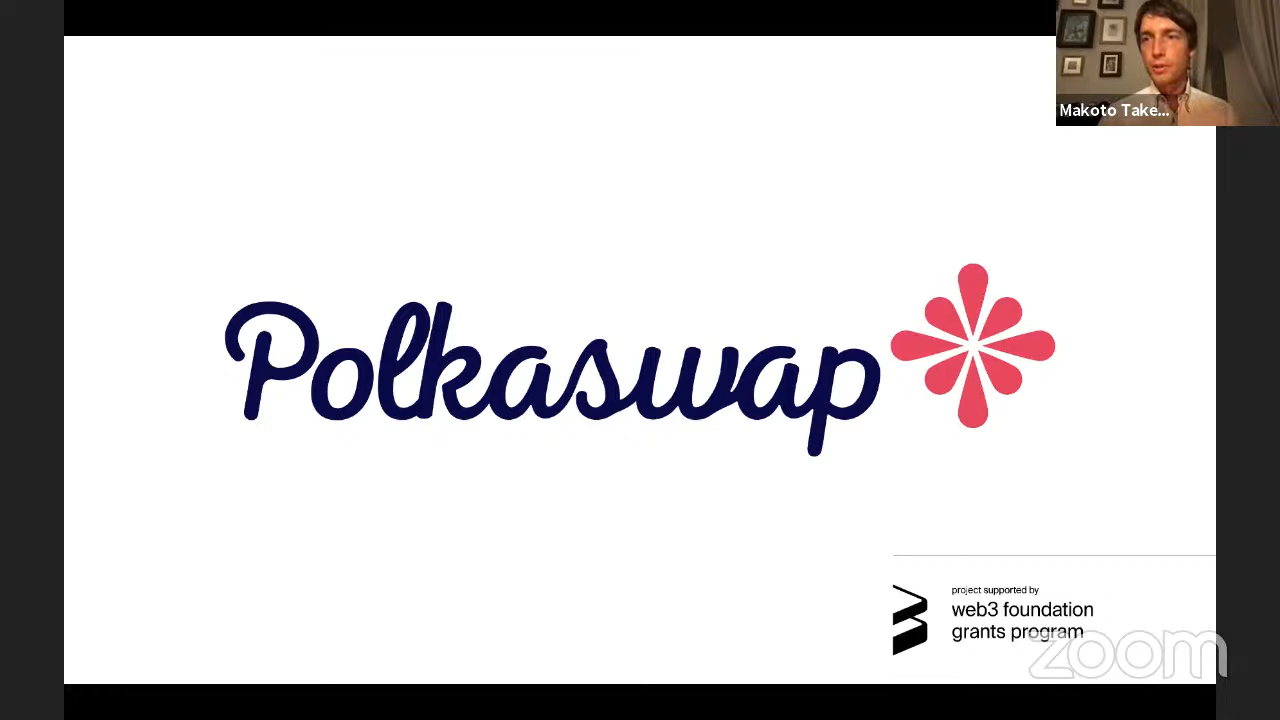 Makoto Take...
Polkaswap
project supported by
web3 foundation
grants program
zoom